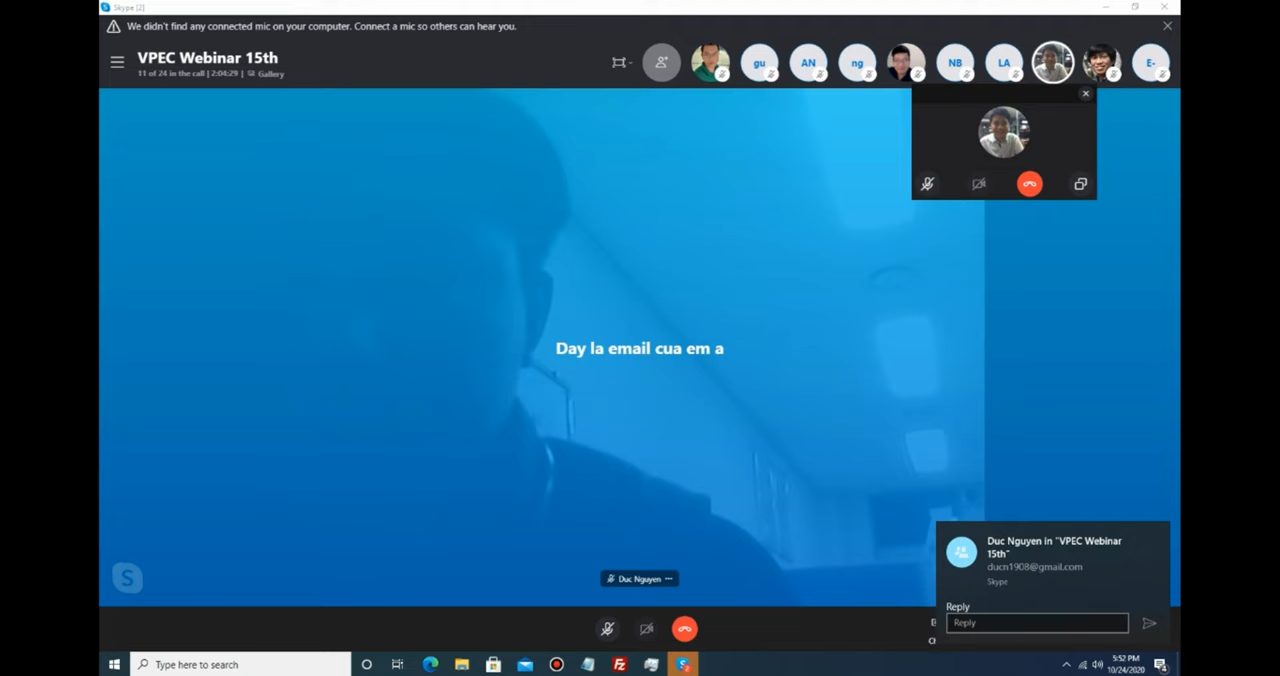 Skype [2]
We didn't find any connected mic on your computer. Connect a mic so others can hear you.
VPEC Webinar 15th
11 of 24 in the call | 2:04:29 | Gallery
gu
AN
ng
NB
LA
E-
Day la email cua em a
Duc Nguyen
Duc Nguyen in "VPEC Webinar
15th"
ducn1908@gmail.com
Skype
Reply
Reply
Type here to search
5:52 PM
10/24/2020